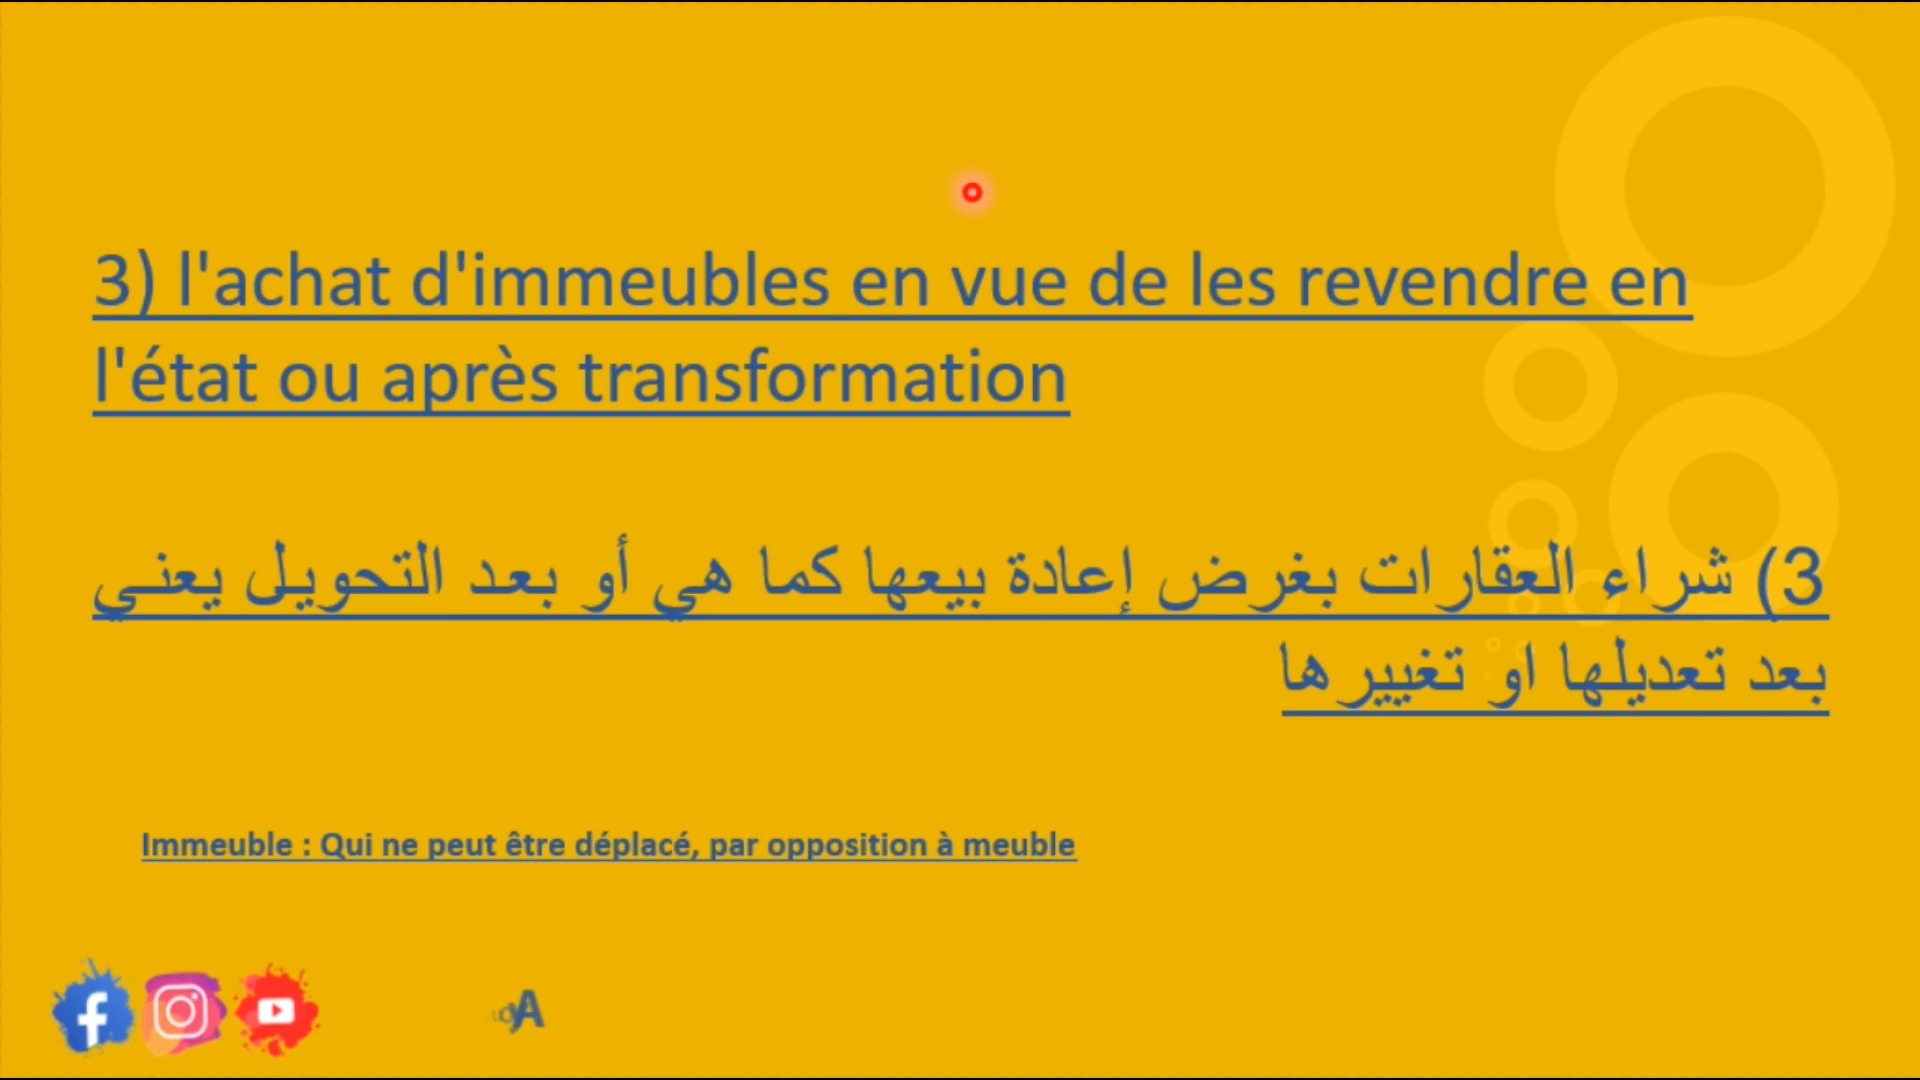 3) l'achat d'immeubles en vue de les revendre en
l'état ou après transformation
3) شراء العقارات بغرض إعادة بيعها كما هي أو بعد التحويل يعني
بعد تعديلها او تغييرها
Immeuble : Qui ne peut être déplacé, par opposition à meuble